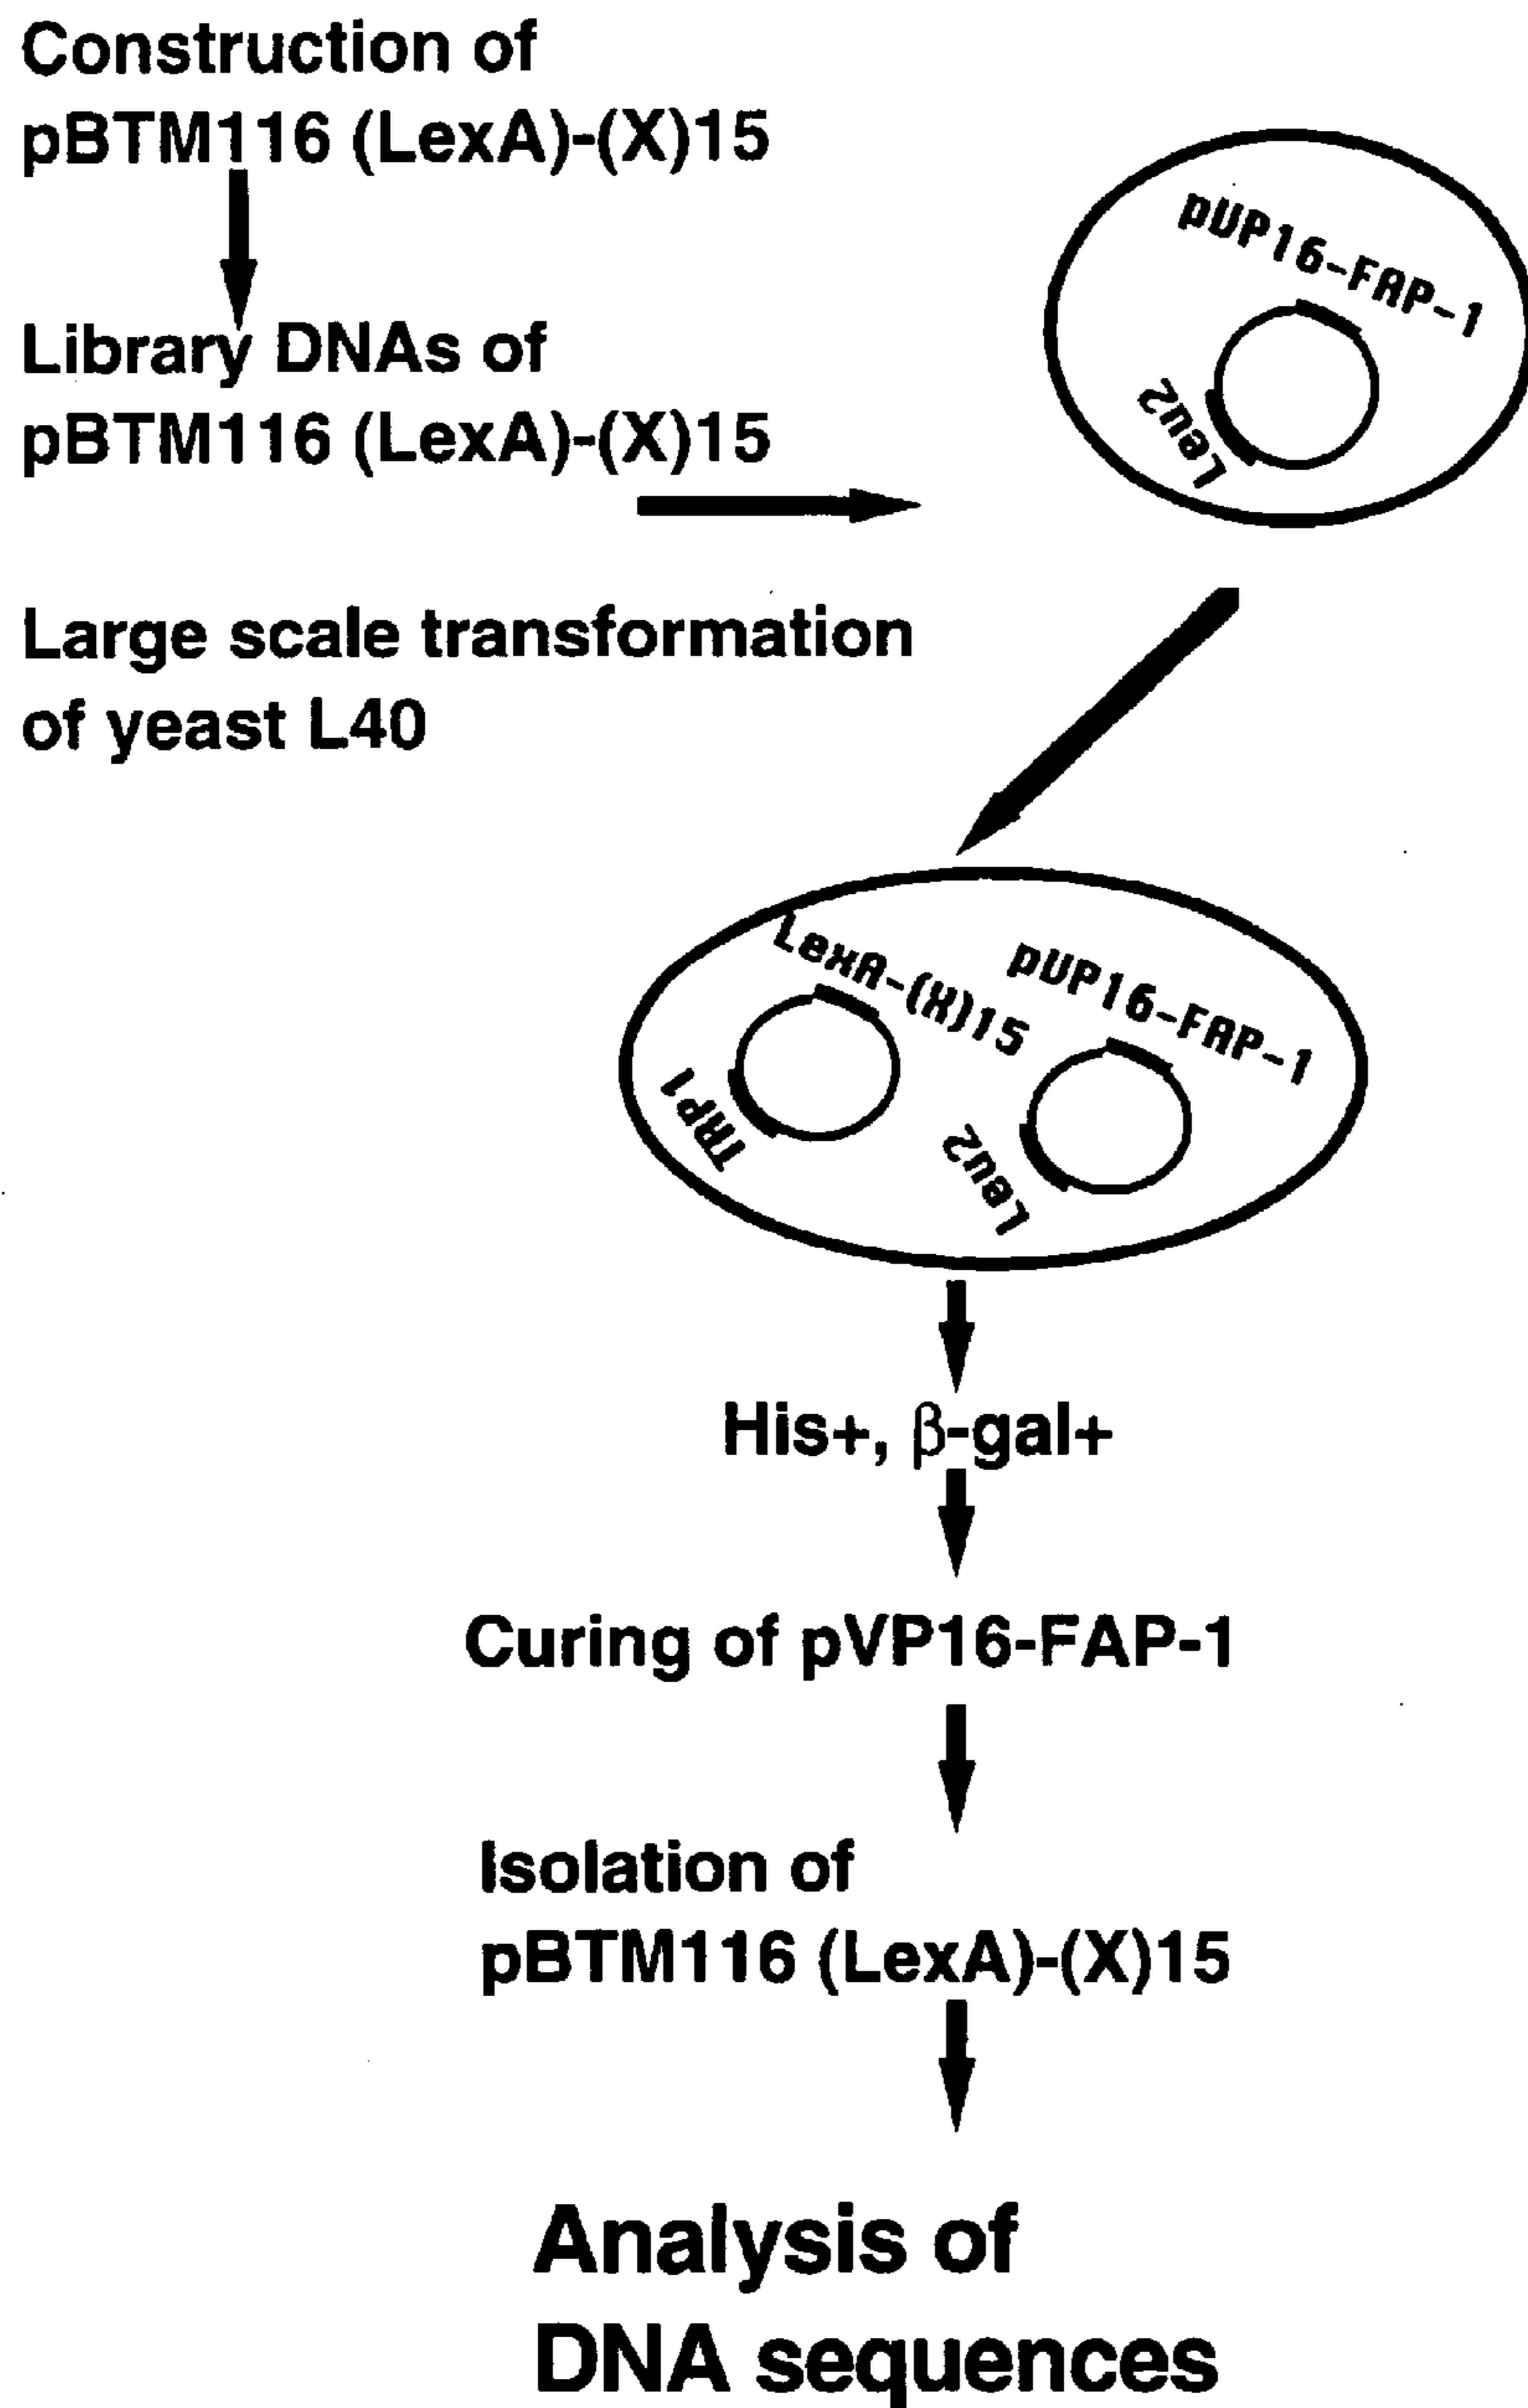 Construction of
pBTM116 (LexA)-(X)15
pVP16-FAP-1
Leu2
Library DNAs of
pBTM116 (LexA)-(X)15
Large scale transformation
of yeast L40
LexA-(X)15
pVP16-FAP-1
TRP1
Leu2
His+, β-gal+
Curing of pVP16-FAP-1
Isolation of
pBTM116 (LexA)-(X)15
Analysis of
DNA sequences